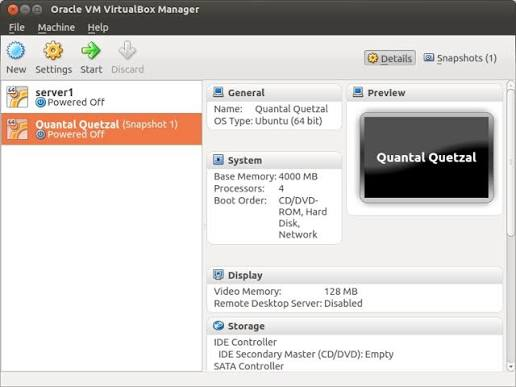 Oracle VM VirtualBox Manager
File Machine Help
New Settings Start Discard
Details Snapshots (1)
server1
Powered Off
Quantal Quetzal (Snapshot 1)
Powered Off
General
Name: Quantal Quetzal
OS Type: Ubuntu (64 bit)
System
Base Memory: 4000 MB
Processors: 4
Boot Order: CD/DVD-
ROM, Hard
Disk,
Network
Preview
Quantal Quetzal
Display
Video Memory: 128 MB
Remote Desktop Server: Disabled
Storage
IDE Controller
IDE Secondary Master (CD/DVD): Empty
SATA Controller